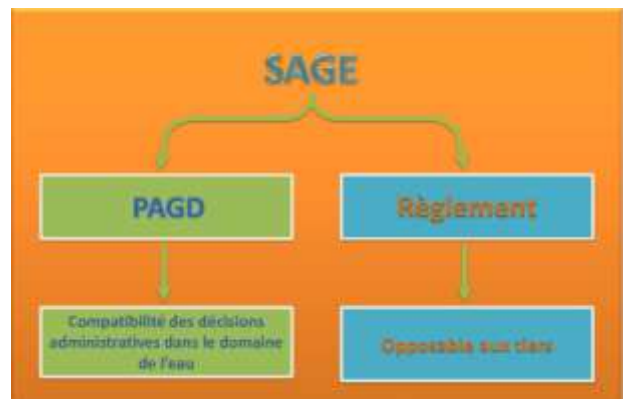 SAGE
PAGD
Règlement
Compatibilité des décisions
administratives dans le domaine
de l'eau
Opposable aux tiers